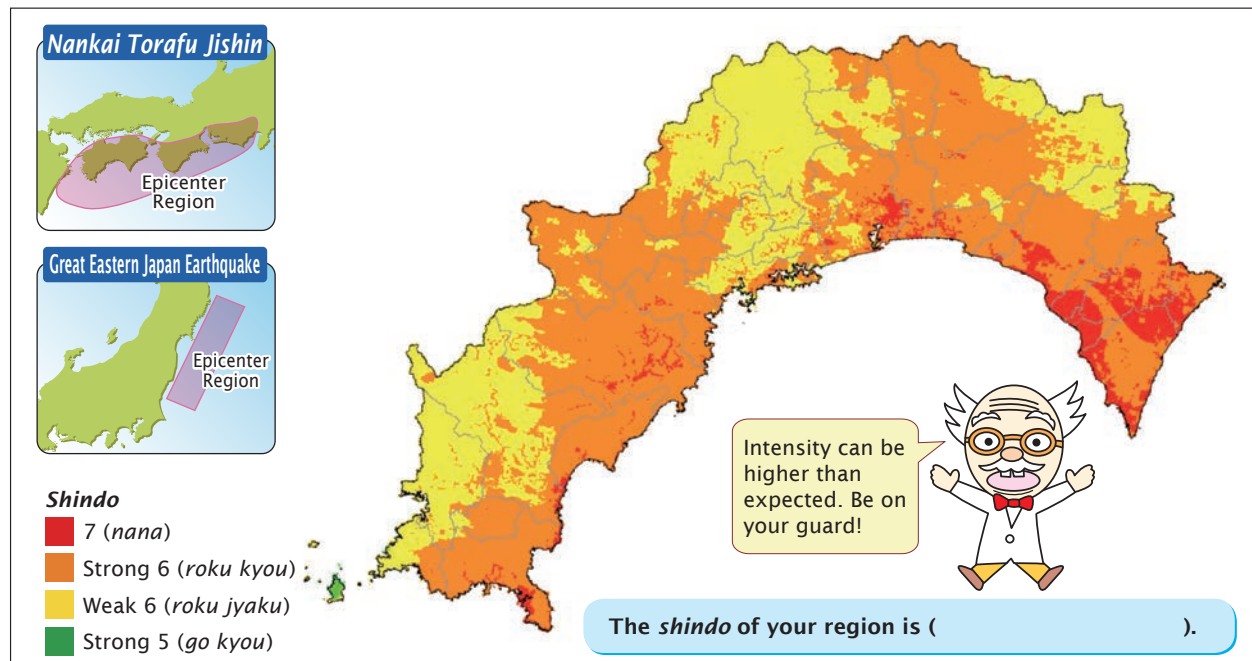 Nankai Torafu Jishin
Epicenter
Region
Great Eastern Japan Earthquake
Epicenter
Region
Shindo
7 (nana)
Strong 6 (roku kyou)
Weak 6 (roku jyaku)
Strong 5 (go kyou)
Intensity can be
higher than
expected. Be on
your guard!
The shindo of your region is ( ).